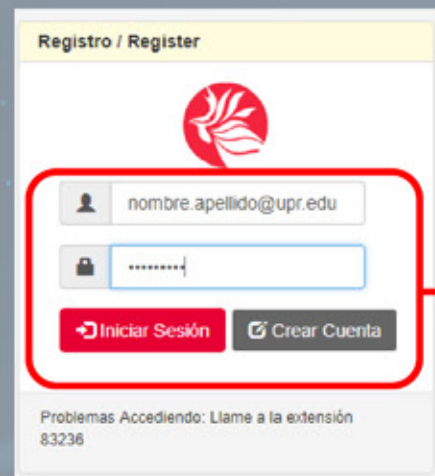 Registro / Register
nombre.apellido@upr.edu
•••••••••
Iniciar Sesión
Crear Cuenta
Problemas Accediendo: Llame a la extensión
83236